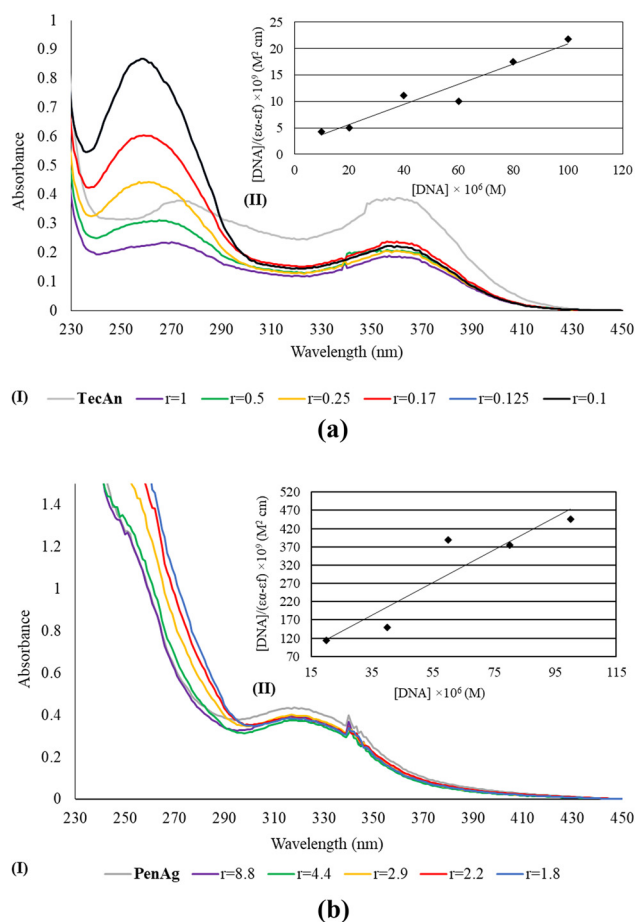 (a)
Absorbance
1
0.9
0.8
0.7
0.6
0.5
0.4
0.3
0.2
0.1
0
230 250 270 290 310 330 350 370 390 410 430 450
Wavelength (nm)
(II)
[DNA]/(εα-εf) ×10⁹ (M² cm)
25
20
15
10
5
0
0 20 40 60 80 100 120
[DNA] × 10⁶ (M)
(I) TecAn r=1 r=0.5 r=0.25 r=0.17 r=0.125 r=0.1
(a)
Absorbance
1.4
1.2
1
0.8
0.6
0.4
0.2
0
230 250 270 290 310 330 350 370 390 410 430 450
Wavelength (nm)
[DNA]/(εα-εf) ×10⁹ (M² cm)
520
470
420
370
320
270
220
170
120
70
15 35 55 75 95 115
(II)
[DNA] ×10⁶ (M)
(I) PenAg r=8.8 r=4.4 r=2.9 r=2.2 r=1.8
(b)